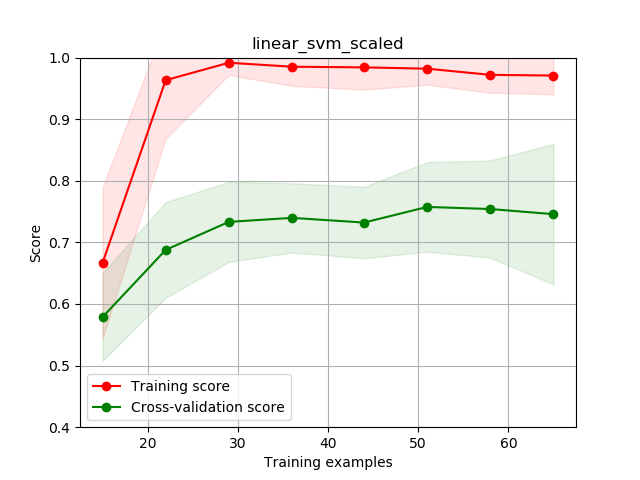 linear_svm_scaled
1.0
0.9
0.8
0.7
0.6
0.5
0.4
Score
Training score
Cross-validation score
20 30 40 50 60
Training examples